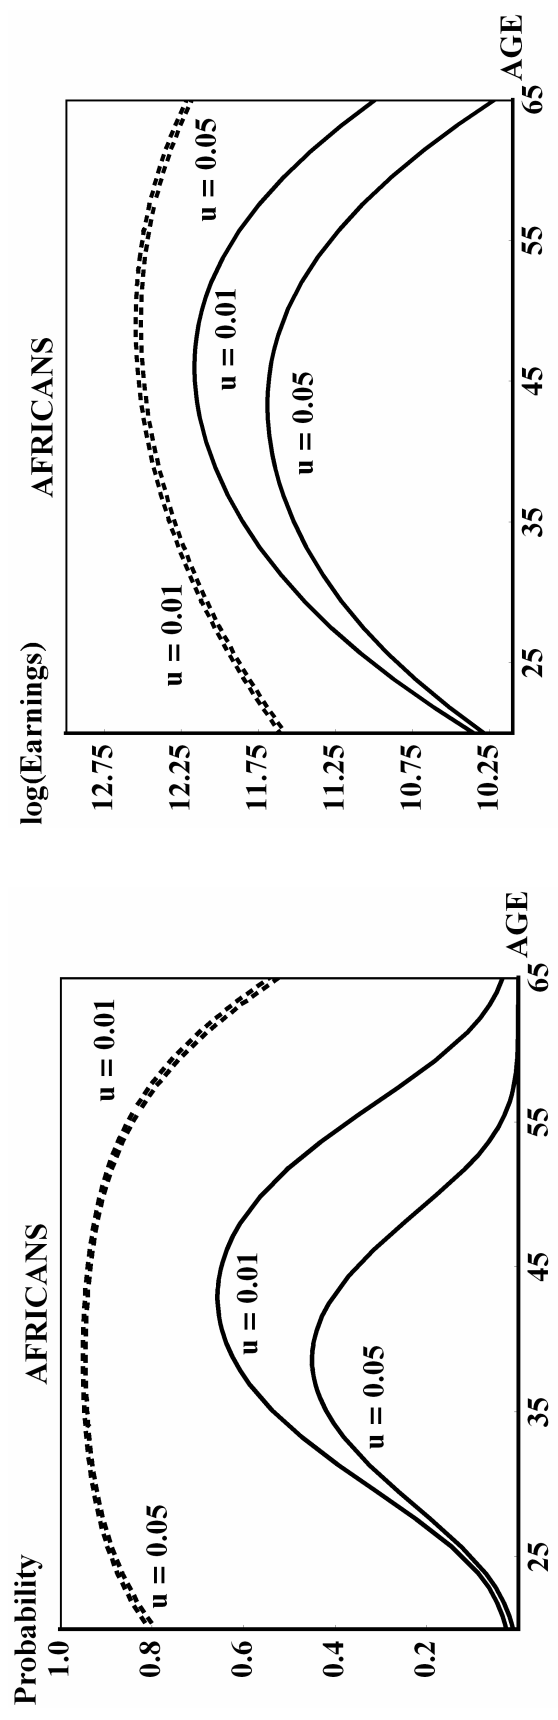 Probability
AFRICANS
1.0
0.8
0.6
0.4
0.2
u = 0.05
u = 0.01
u = 0.01
u = 0.05
25
35
45
55
65
AGE
log(Earnings)
AFRICANS
12.75
12.25
11.75
11.25
10.75
10.25
u = 0.01
u = 0.05
u = 0.01
u = 0.05
25
35
45
55
65
AGE